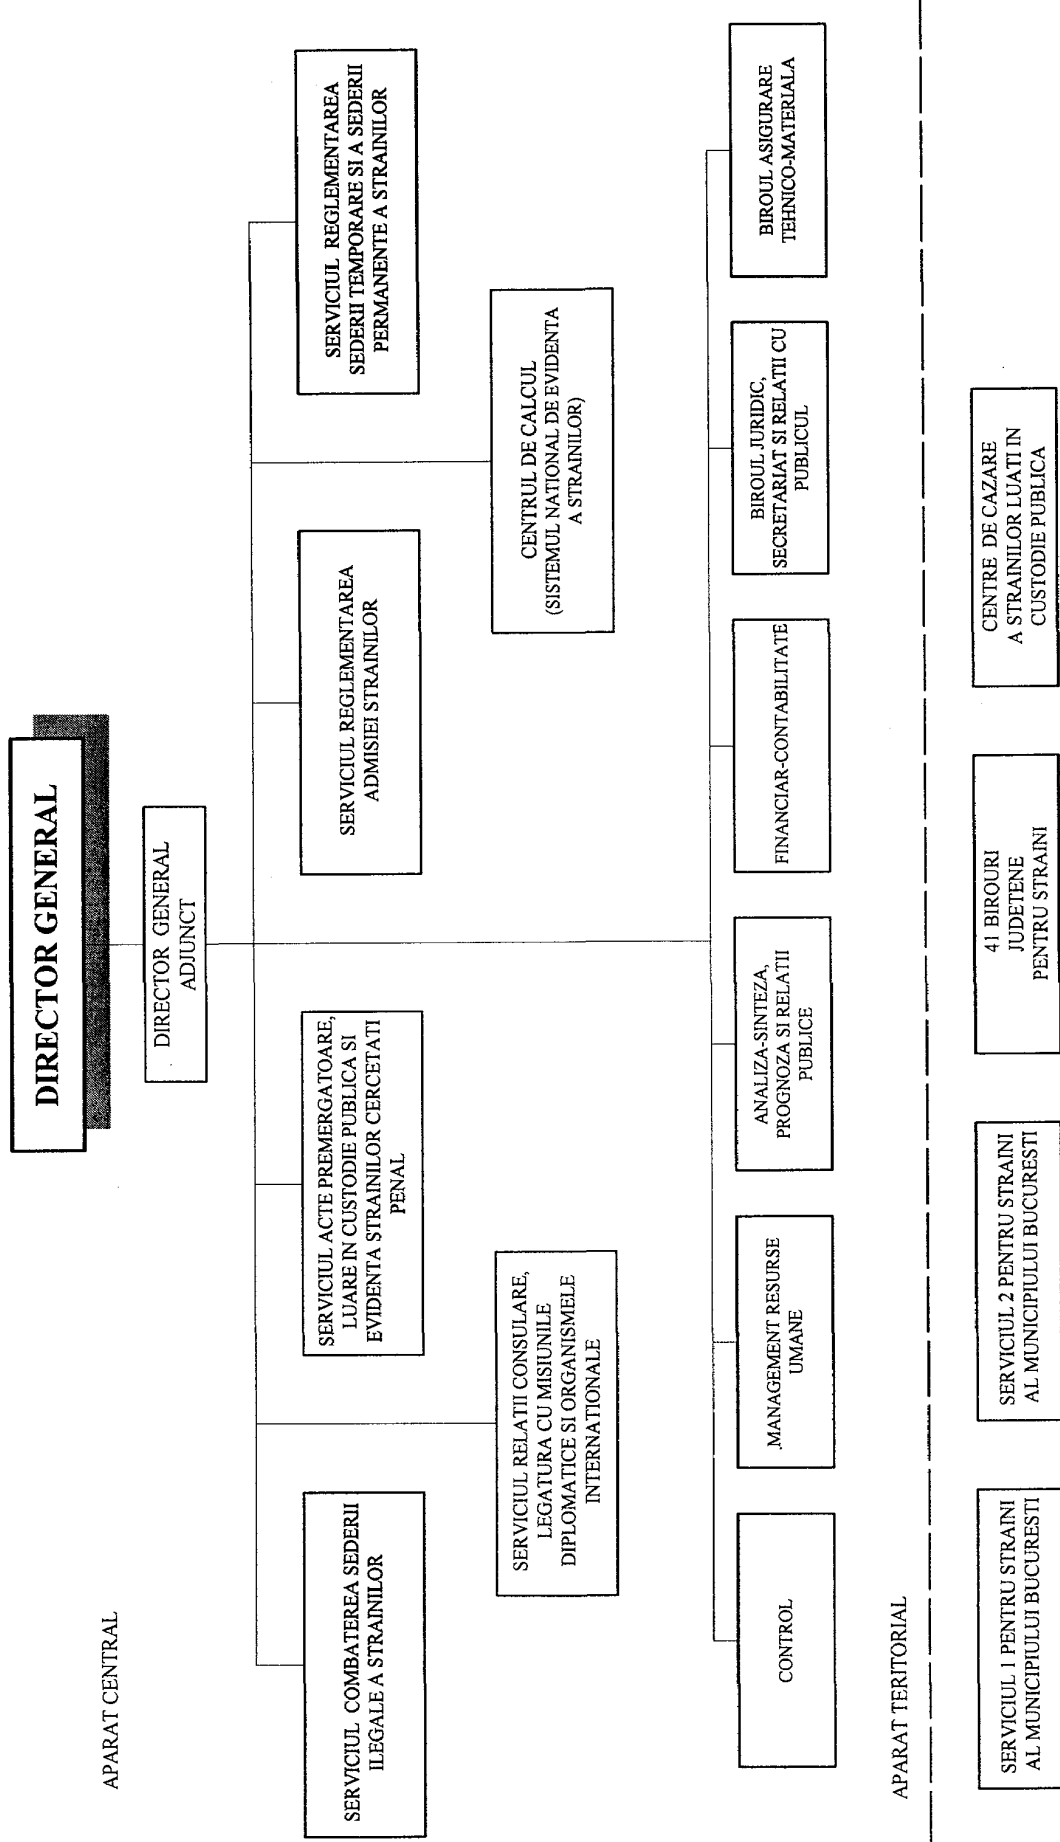 DIRECTOR GENERAL
APARAT CENTRAL
DIRECTOR GENERAL
ADJUNCT
SERVICIUL COMBATEREA SEDERII
ILEGALE A STRAINILOR
SERVICIUL ACTE PREMERGATOARE,
LUARE IN CUSTODIE PUBLICA SI
EVIDENTA STRAINILOR CERCETATI
PENAL
SERVICIUL REGLEMENTAREA
ADMISIEI STRAINILOR
SERVICIUL REGLEMENTAREA
SEDERII TEMPORARE SI A SEDERII
PERMANENTE A STRAINILOR
SERVICIUL RELATII CONSULARE,
LEGATURA CU MISIUNILE
DIPLOMATICE SI ORGANISMELE
INTERNATIONALE
CENTRUL DE CALCUL
(SISTEMUL NATIONAL DE EVIDENTA
A STRAINILOR)
CONTROL
MANAGEMENT RESURSE
UMANE
ANALIZA-SINTEZA,
PROGNOZA SI RELATII
PUBLICE
FINANCIAR-CONTABILITATE
BIROUL JURIDIC,
SECRETARIAT SI RELATII CU
PUBLICUL
BIROUL ASIGURARE
TEHNICO-MATERIALA
APARAT TERITORIAL
SERVICIUL 1 PENTRU STRAINI
AL MUNICIPIULUI BUCURESTI
SERVICIUL 2 PENTRU STRAINI
AL MUNICIPIULUI BUCURESTI
41 BIROURI
JUDETENE
PENTRU STRAINI
CENTRE DE CAZARE
A STRAINILOR LUATI IN
CUSTODIE PUBLICA